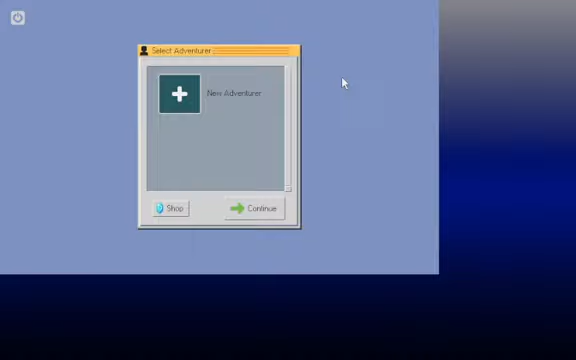 Select Adventurer
New Adventurer
Shop
Continue